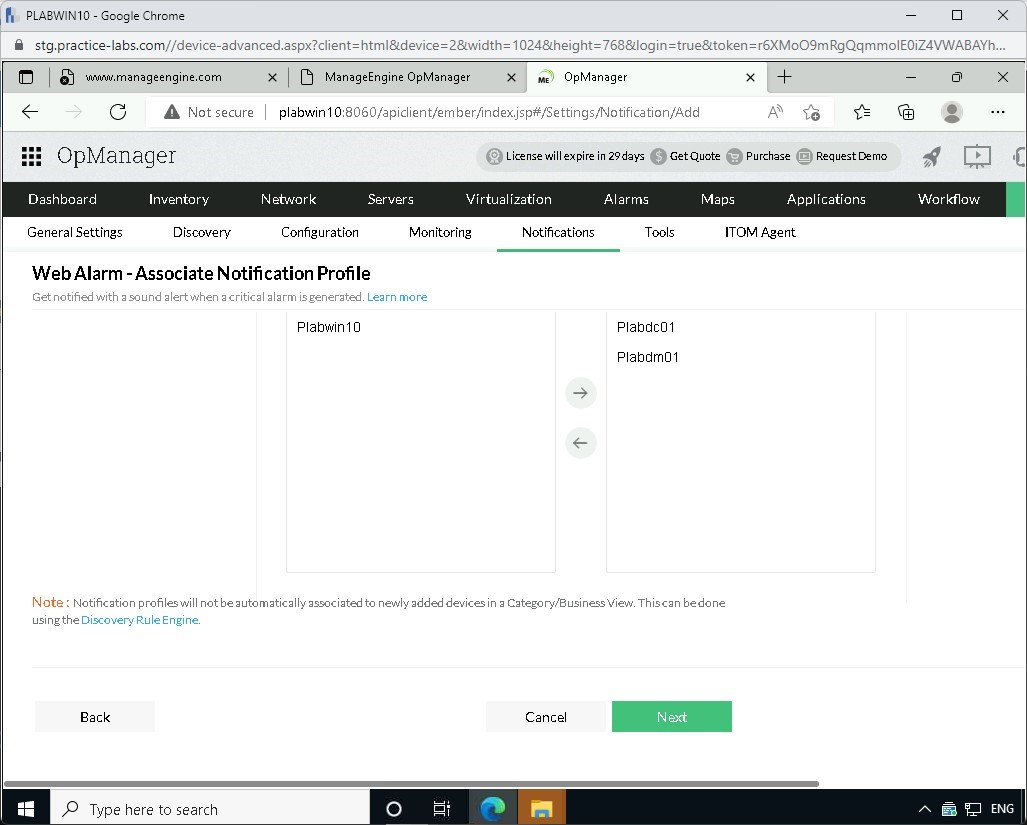 PLABWIN10 - Google Chrome
stg.practice-labs.com//device-advanced.aspx?client=html&device=2&width=1024&height=768&login=true&token=r6XMoO9mRgQqmmolE0iZ4VWABAYh...
www.manageengine.com
ManageEngine OpManager
ME OpManager
Not secure plabwin10:8060/apiclient/ember/index.jsp#/Settings/Notification/Add
OpManager
License will expire in 29 days $ Get Quote Purchase Request Demo
Dashboard Inventory Network Servers Virtualization Alarms Maps Applications Workflow
General Settings Discovery Configuration Monitoring Notifications Tools ITOM Agent
Web Alarm - Associate Notification Profile
Get notified with a sound alert when a critical alarm is generated. Learn more
Plabwin10 Plabdc01
Plabdm01
Note : Notification profiles will not be automatically associated to newly added devices in a Category/Business View. This can be done
using the Discovery Rule Engine.
Back Cancel Next
Type here to search ENG